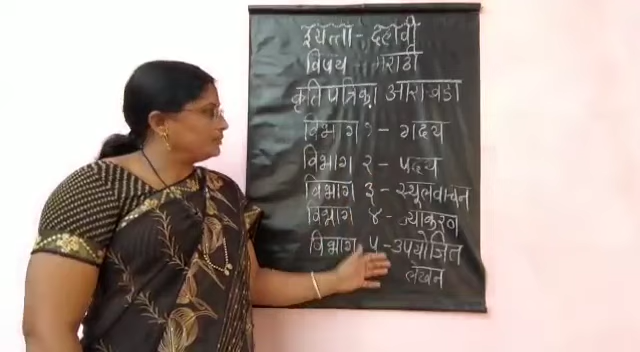 इयत्ता - दहावी
विषय मराठी
कृतिपत्रिका आराखडा
विभाग १ - गद्य
विभाग २ - पद्य
विभाग ३ - स्थूलवाचन
विभाग ४ - व्याकरण
विभाग ५ - उपयोजित
लेखन